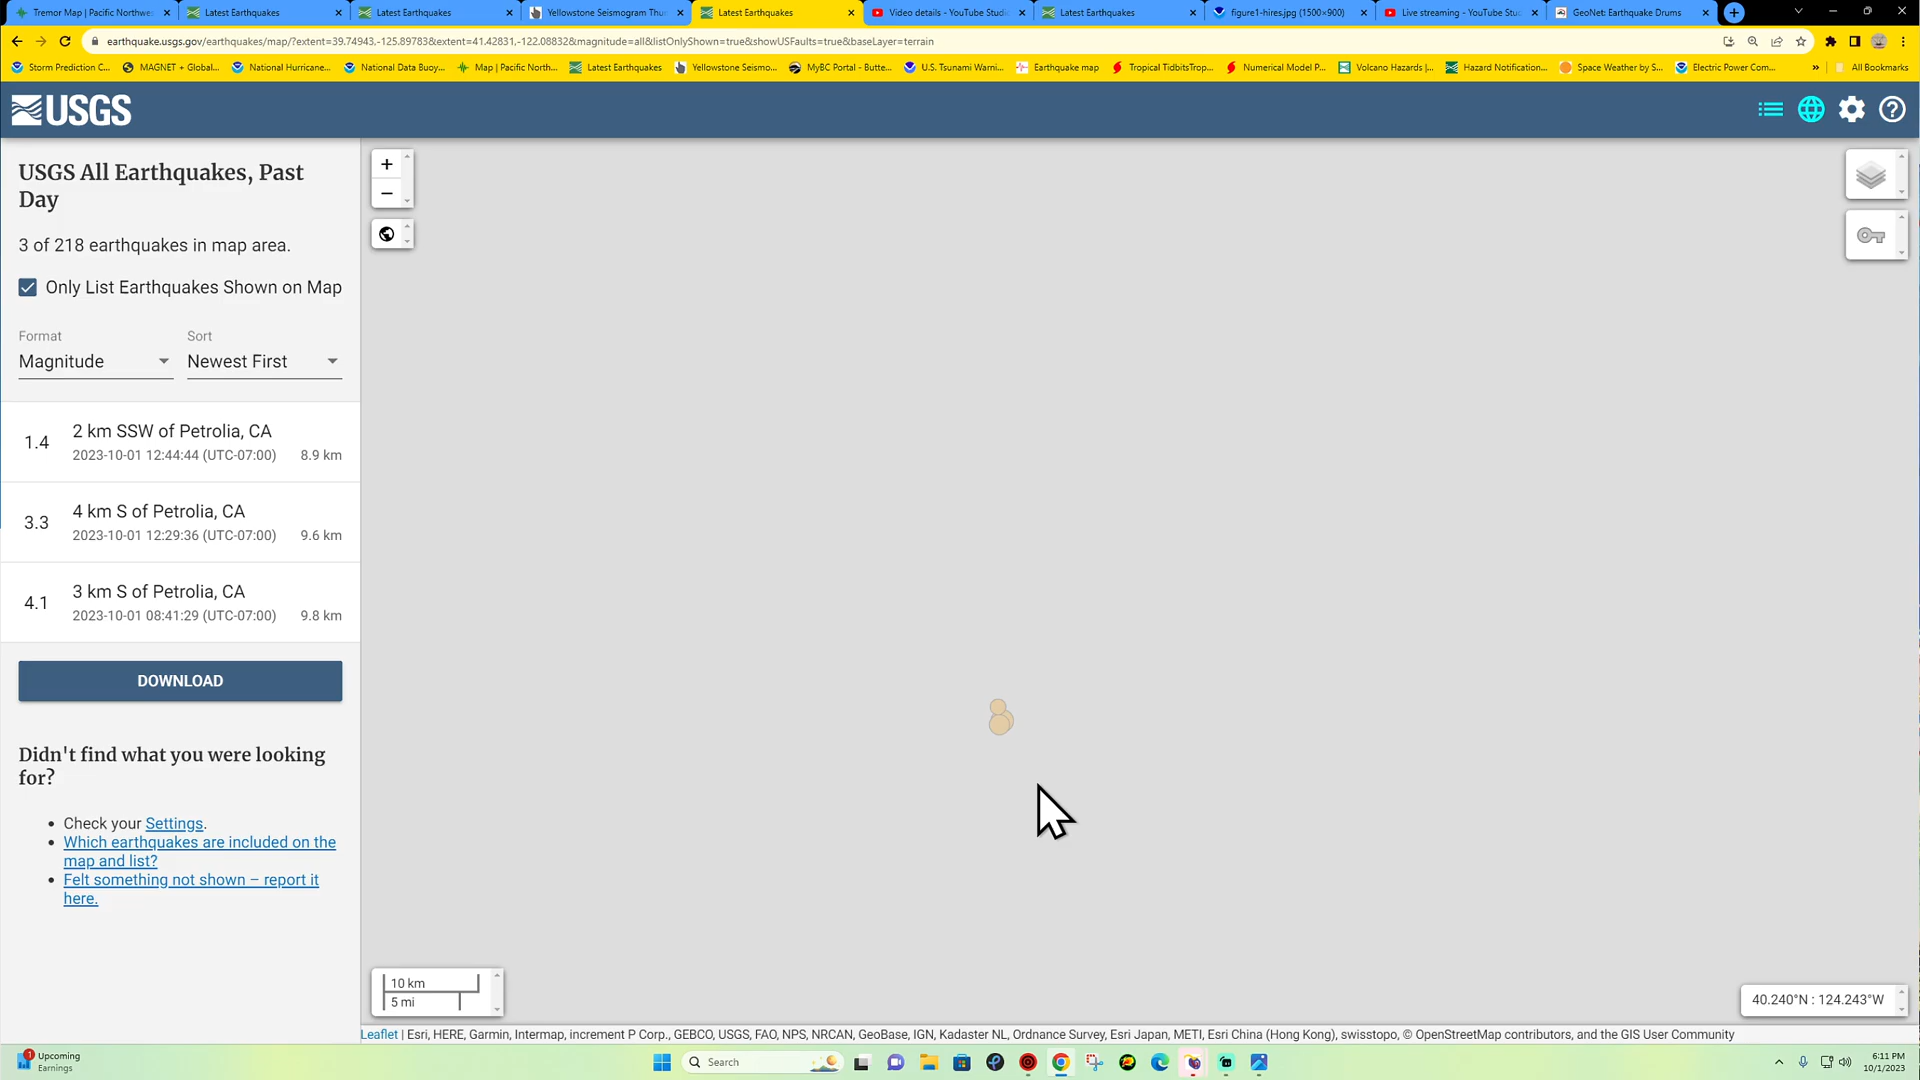 Tremor Map | Pacific Northwes
Latest Earthquakes
Latest Earthquakes
Yellowstone Seismogram Thu
Latest Earthquakes
Video details - YouTube Studi
Latest Earthquakes
figure1-hires.jpg (1500×900)
Live streaming - YouTube Stud
GeoNet: Earthquake Drums
earthquake.usgs.gov/earthquakes/map/?extent=39.74943,-125.89783&extent=41.42831,-122.08832&magnitude=all&listOnlyShown=true&showUSFaults=true&baseLayer=terrain
Storm Prediction C...
MAGNET + Global...
National Hurricane...
National Data Buoy...
Map | Pacific North...
Latest Earthquakes
Yellowstone Seismo...
MyBC Portal - Butte...
U.S. Tsunami Warni...
Earthquake map
Tropical TidbitsTrop...
Numerical Model P...
Volcano Hazards |...
Hazard Notification...
Space Weather by S...
Electric Power Com...
»
All Bookmarks
USGS
USGS All Earthquakes, Past
Day
3 of 218 earthquakes in map area.
Only List Earthquakes Shown on Map
Format
Sort
Magnitude
Newest First
1.4
2 km SSW of Petrolia, CA
2023-10-01 12:44:44 (UTC-07:00)
8.9 km
3.3
4 km S of Petrolia, CA
2023-10-01 12:29:36 (UTC-07:00)
9.6 km
4.1
3 km S of Petrolia, CA
2023-10-01 08:41:29 (UTC-07:00)
9.8 km
DOWNLOAD
Didn't find what you were looking
for?
• Check your Settings.
• Which earthquakes are included on the
map and list?
• Felt something not shown – report it
here.
+
−
10 km
5 mi
40.240°N : 124.243°W
Leaflet | Esri, HERE, Garmin, Intermap, increment P Corp., GEBCO, USGS, FAO, NPS, NRCAN, GeoBase, IGN, Kadaster NL, Ordnance Survey, Esri Japan, METI, Esri China (Hong Kong), swisstopo, © OpenStreetMap contributors, and the GIS User Community
1
Upcoming
Earnings
Search
6:11 PM
10/1/2023